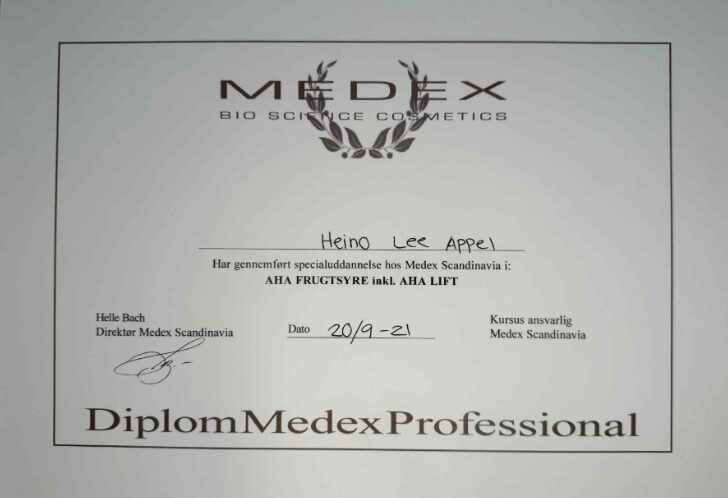 MEDEX
BIO SCIENCE COSMETICS
Heino Lee Appel
Har gennemført specialuddannelse hos Medex Scandinavia i:
AHA FRUGTSYRE inkl. AHA LIFT
Helle Bach
Direktør Medex Scandinavia
Dato 20/9-21
Kursus ansvarlig
Medex Scandinavia
DiplomMedexProfessional